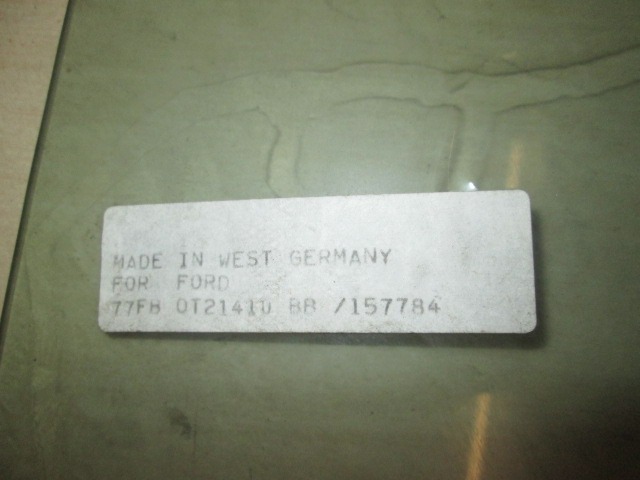 MADE IN WEST GERMANY
FOR FORD
77FB 0T21410 BB /157784